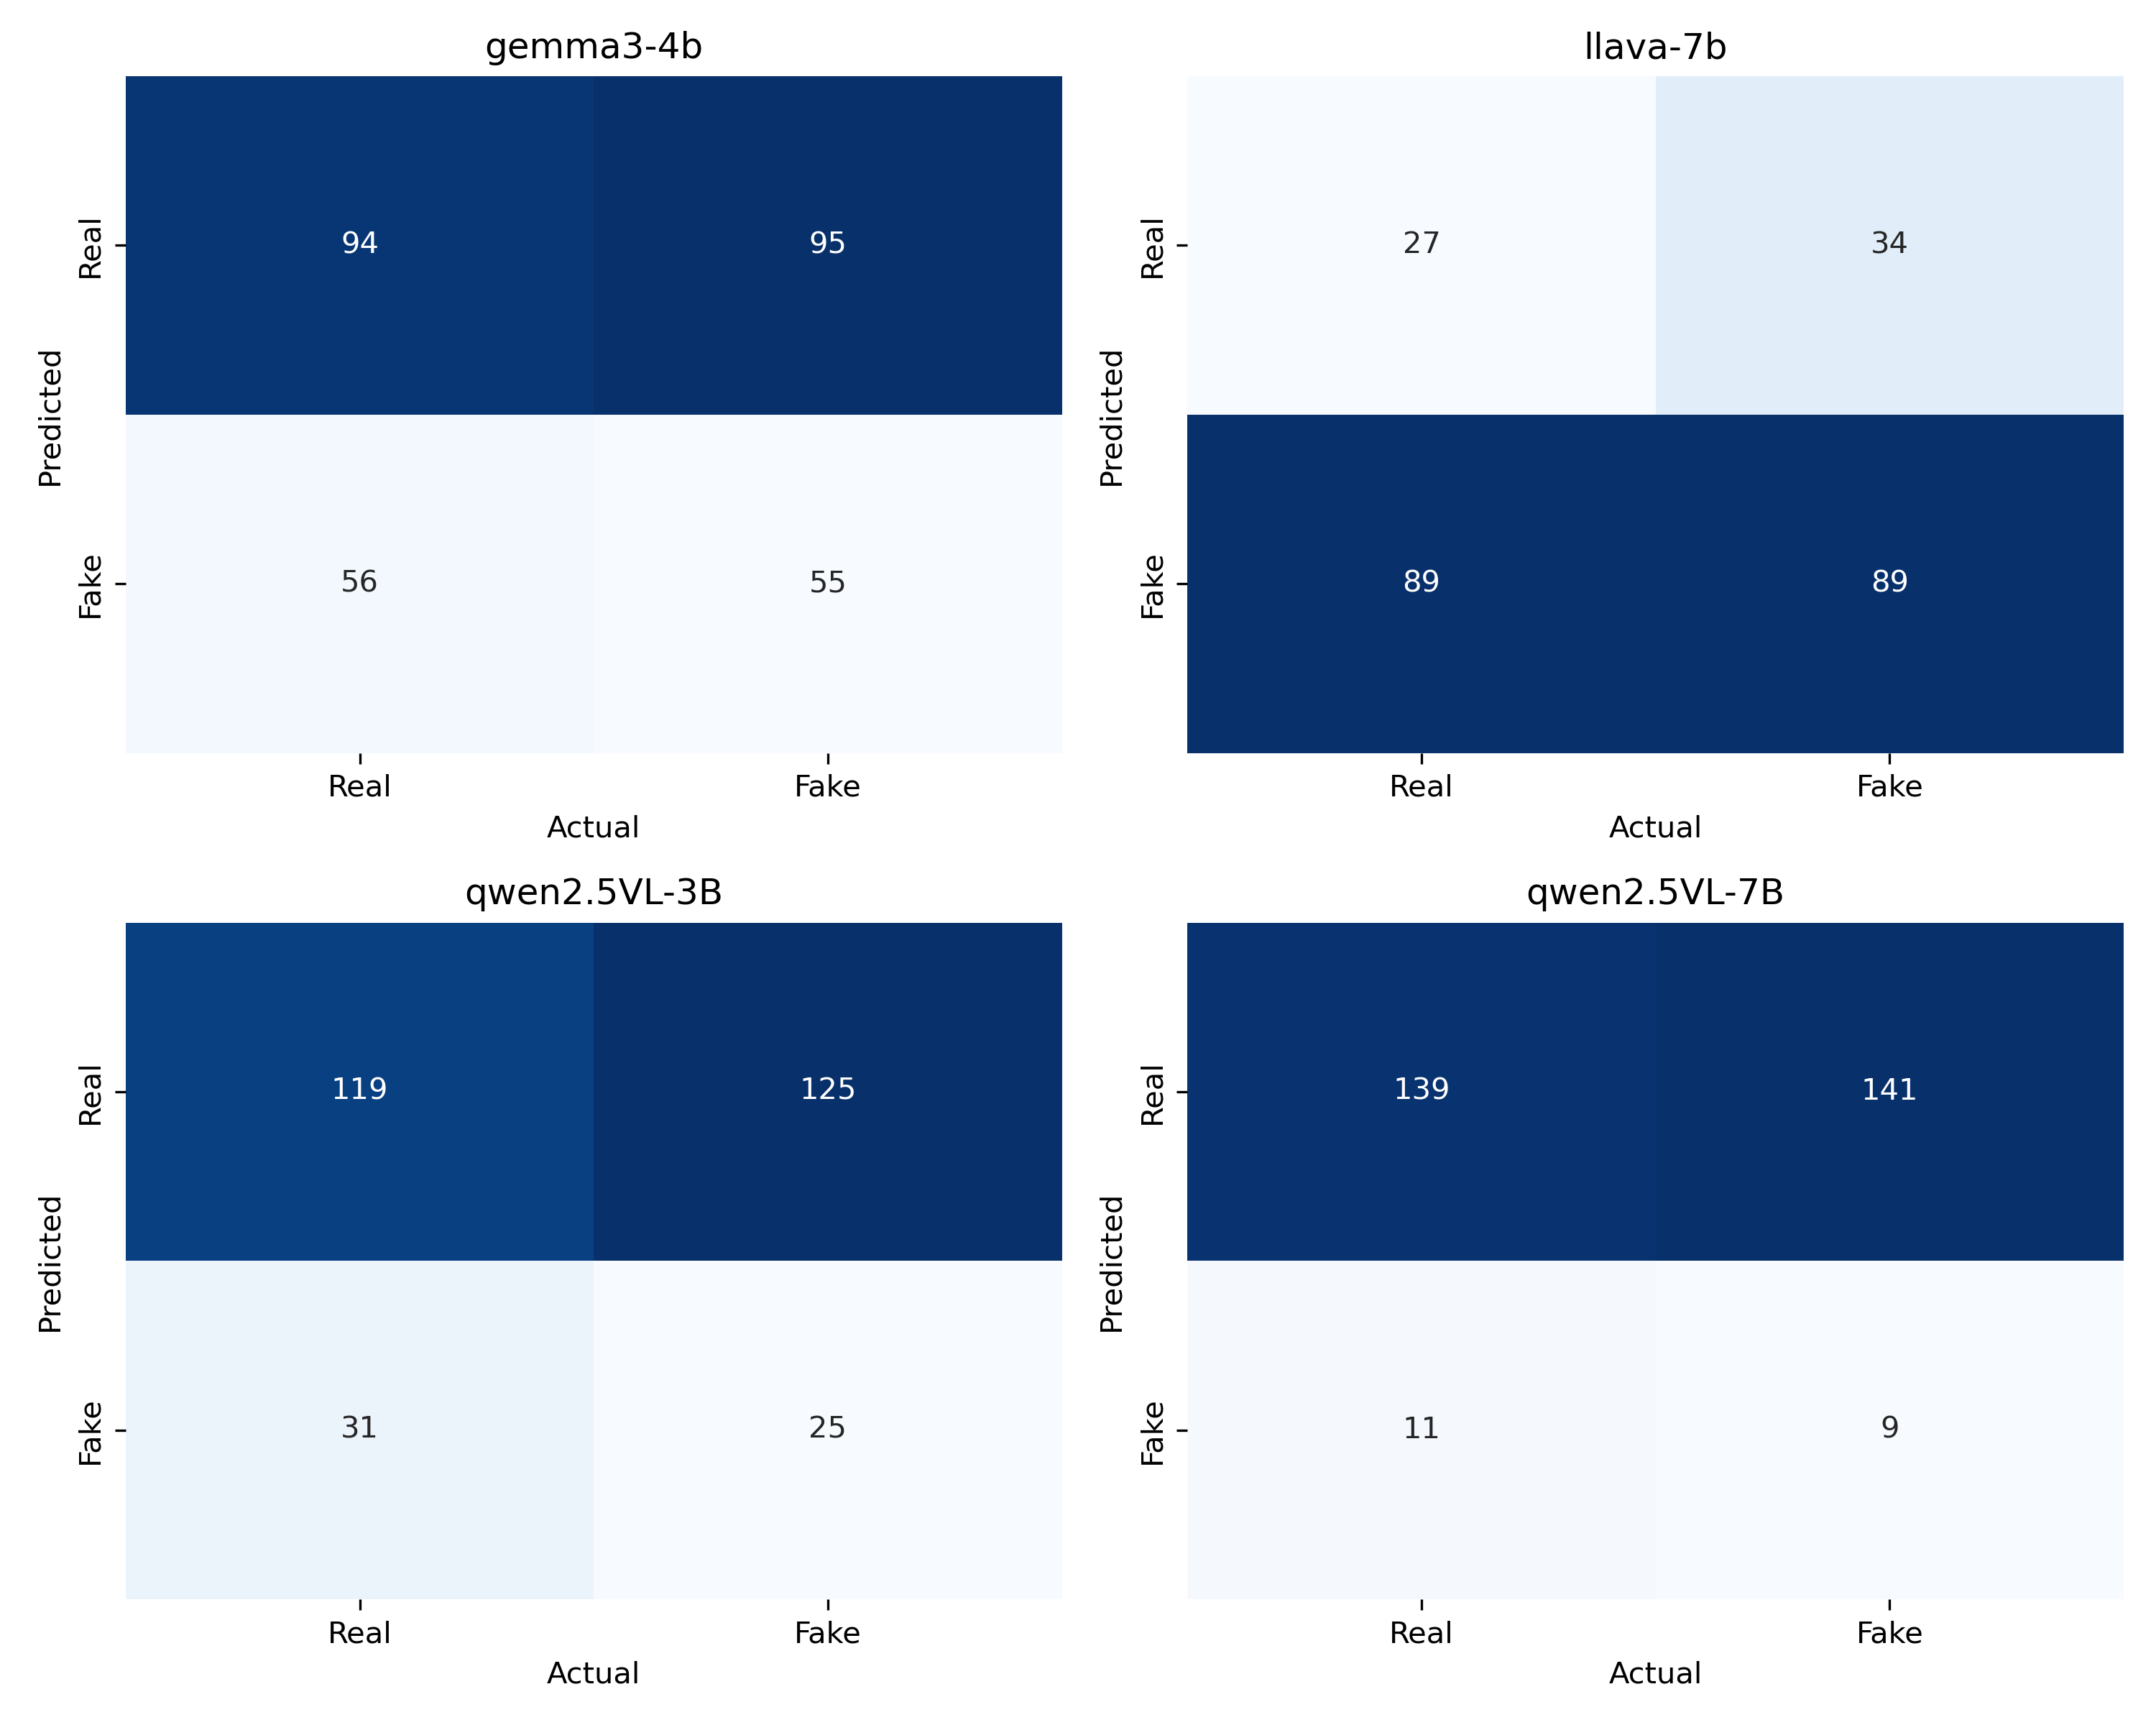 gemma3-4b
Predicted
Real
94
95
Fake
56
55
Real
Fake
Actual
llava-7b
Predicted
Real
27
34
Fake
89
89
Real
Fake
Actual
qwen2.5VL-3B
Predicted
Real
119
125
Fake
31
25
Real
Fake
Actual
qwen2.5VL-7B
Predicted
Real
139
141
Fake
11
9
Real
Fake
Actual